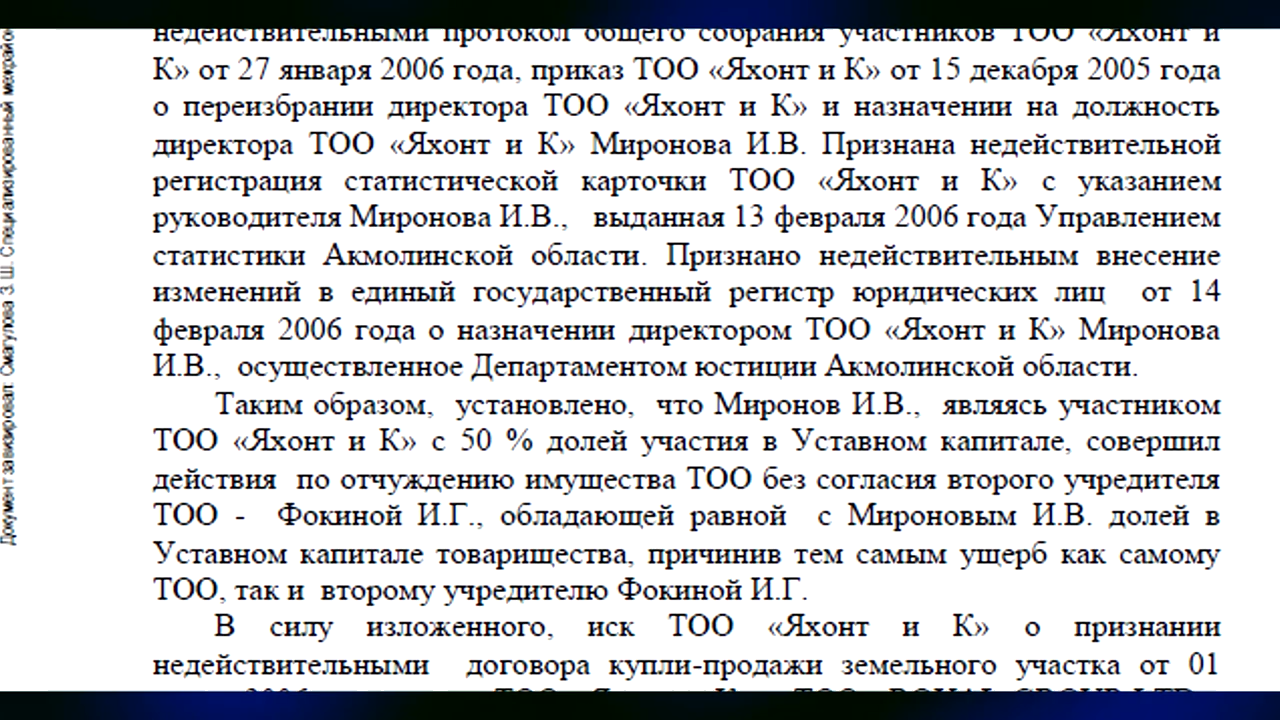 недействительными протокол общего собрания участников ТОО «Яхонт и
К» от 27 января 2006 года, приказ ТОО «Яхонт и К» от 15 декабря 2005 года
о переизбрании директора ТОО «Яхонт и К» и назначении на должность
директора ТОО «Яхонт и К» Миронова И.В. Признана недействительной
регистрация статистической карточки ТОО «Яхонт и К» с указанием
руководителя Миронова И.В., выданная 13 февраля 2006 года Управлением
статистики Акмолинской области. Признано недействительным внесение
изменений в единый государственный регистр юридических лиц от 14
февраля 2006 года о назначении директором ТОО «Яхонт и К» Миронова
И.В., осуществленное Департаментом юстиции Акмолинской области.
Таким образом, установлено, что Миронов И.В., являясь участником
ТОО «Яхонт и К» с 50 % долей участия в Уставном капитале, совершил
действия по отчуждению имущества ТОО без согласия второго учредителя
ТОО - Фокиной И.Г., обладающей равной с Мироновым И.В. долей в
Уставном капитале товарищества, причинив тем самым ущерб как самому
ТОО, так и второму учредителю Фокиной И.Г.
В силу изложенного, иск ТОО «Яхонт и К» о признании
недействительными договора купли-продажи земельного участка от 01
Документ завизировал: Смагулова З. Ш. Специализированный межрайо